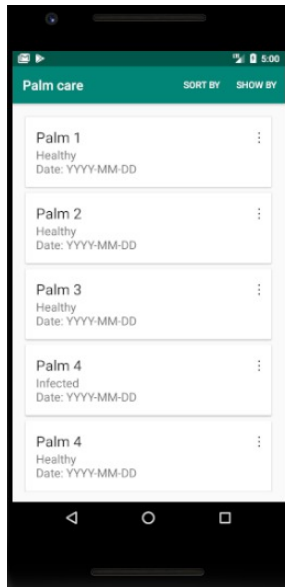 5:00
Palm care SORT BY SHOW BY
Palm 1
Healthy
Date: YYYY-MM-DD
Palm 2
Healthy
Date: YYYY-MM-DD
Palm 3
Healthy
Date: YYYY-MM-DD
Palm 4
Infected
Date: YYYY-MM-DD
Palm 4
Healthy
Date: YYYY-MM-DD